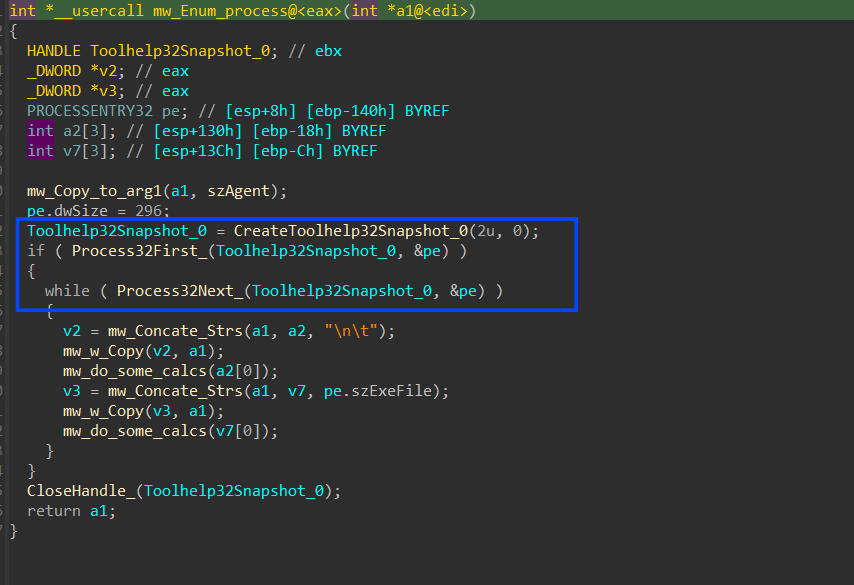 int *__usercall mw_Enum_process@<eax>(int *a1@<edi>)
{
HANDLE Toolhelp32Snapshot_0; // ebx
_DWORD *v2; // eax
_DWORD *v3; // eax
PROCESSENTRY32 pe; // [esp+8h] [ebp-140h] BYREF
int a2[3]; // [esp+130h] [ebp-18h] BYREF
int v7[3]; // [esp+13Ch] [ebp-Ch] BYREF
mw_Copy_to_arg1(a1, szAgent);
pe.dwSize = 296;
Toolhelp32Snapshot_0 = CreateToolhelp32Snapshot_0(2u, 0);
if ( Process32First_(Toolhelp32Snapshot_0, &pe) )
{
while ( Process32Next_(Toolhelp32Snapshot_0, &pe) )
{
v2 = mw_Concate_Strs(a1, a2, "\n\t");
mw_w_Copy(v2, a1);
mw_do_some_calcs(a2[0]);
v3 = mw_Concate_Strs(a1, v7, pe.szExeFile);
mw_w_Copy(v3, a1);
mw_do_some_calcs(v7[0]);
}
}
CloseHandle_(Toolhelp32Snapshot_0);
return a1;
}